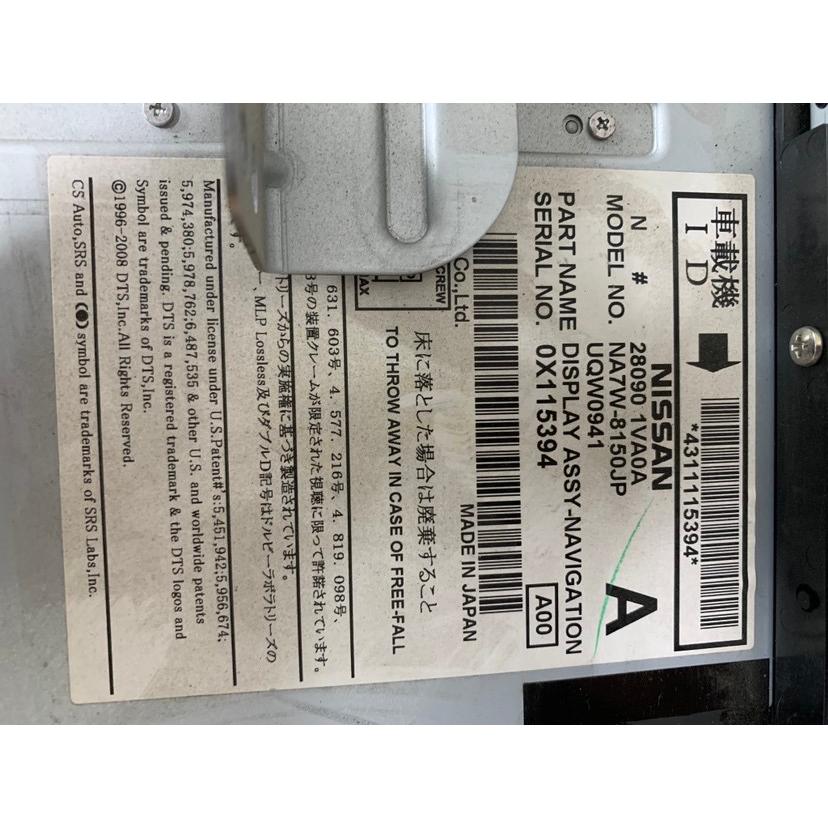 車載機
ID
*4311115394*
NISSAN
N # 28090 1VA0A
MODEL NO. NA7W-8150JP
UQW0941
A
PART NAME DISPLAY ASSY-NAVIGATION
SERIAL NO. 0X115394
A00
Co.,Ltd.
MADE IN JAPAN
CREW
MAX
床に落とした場合は廃棄すること
TO THROW AWAY IN CASE OF FREE-FALL
631. 603号、4. 577. 216号、4. 819. 098号、
3号の装置クレームが限定された視聴に限って許諾されています。
トリーズからの実施権に基づき製造されています。
、MLP Lossless及びダブルD記号はドルビーラボラトリーズの
す。
Manufactured under license under U.S.Patent#'s:5,451,942;5,956,674;
5,974,380;5,978,762;6,487,535 & other U.S. and worldwide patents
issued & pending. DTS is a registered trademark & the DTS logos and
Symbol are trademarks of DTS,Inc.
©1996-2008 DTS,Inc.All Rights Reserved.
CS Auto,SRS and symbol are trademarks of SRS Labs,Inc.